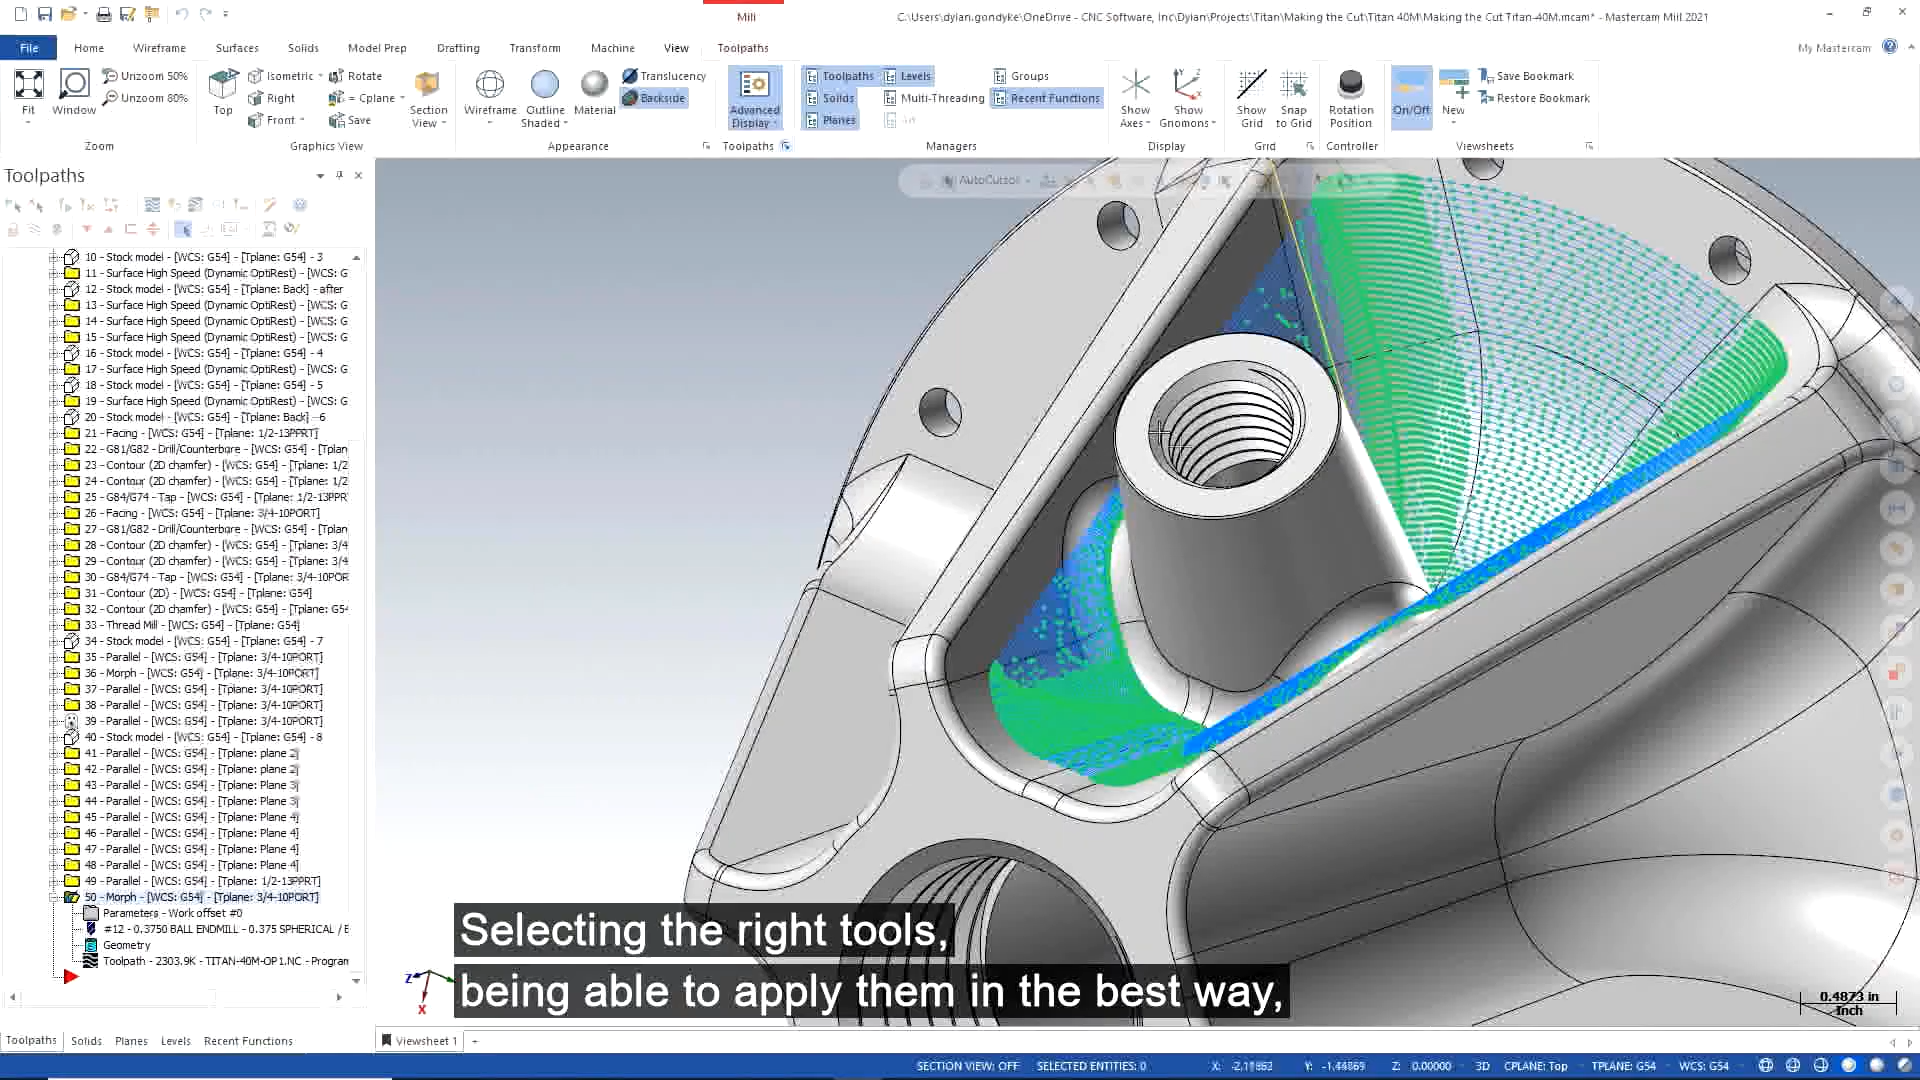 Mill
C:\Users\dylan.gondyke\OneDrive - CNC Software, Inc\Dylan\Projects\Titan\Making the Cut\Titan 40M\Making the Cut Titan-40M.mcam* - Mastercam Mill 2021
File Home Wireframe Surfaces Solids Model Prep Drafting Transform Machine View Toolpaths
My Mastercam
Fit
Window
Unzoom 50%
Unzoom 80%
Zoom
Top
Isometric
Right
Front
Rotate
= Cplane
Save
Section View
Graphics View
Wireframe
Outline Shaded
Material
Translucency
Backside
Appearance
Advanced Display
Toolpaths
Toolpaths
Solids
Planes
Levels
Multi-Threading
Art
Groups
Recent Functions
Managers
Show Axes
Show Gnomons
Display
Show Grid
Snap to Grid
Grid
Rotation Position
Controller
On/Off
New
Save Bookmark
Restore Bookmark
Viewsheets
Toolpaths
AutoCursor
10 - Stock model - [WCS: G54] - [Tplane: G54] - 3
11 - Surface High Speed (Dynamic OptiRest) - [WCS: G
12 - Stock model - [WCS: G54] - [Tplane: Back] - after
13 - Surface High Speed (Dynamic OptiRest) - [WCS: G
14 - Surface High Speed (Dynamic OptiRest) - [WCS: G
15 - Surface High Speed (Dynamic OptiRest) - [WCS: G
16 - Stock model - [WCS: G54] - [Tplane: G54] - 4
17 - Surface High Speed (Dynamic OptiRest) - [WCS: G
18 - Stock model - [WCS: G54] - [Tplane: G54] - 5
19 - Surface High Speed (Dynamic OptiRest) - [WCS: G
20 - Stock model - [WCS: G54] - [Tplane: Back] - 6
21 - Facing - [WCS: G54] - [Tplane: 1/2-13PPRT]
22 - G81/G82 - Drill/Counterbore - [WCS: G54] - [Tplan
23 - Contour (2D chamfer) - [WCS: G54] - [Tplane: 1/2
24 - Contour (2D chamfer) - [WCS: G54] - [Tplane: 1/2
25 - G84/G74 - Tap - [WCS: G54] - [Tplane: 1/2-13PPR
26 - Facing - [WCS: G54] - [Tplane: 3/4-10PORT]
27 - G81/G82 - Drill/Counterbore - [WCS: G54] - [Tplan
28 - Contour (2D chamfer) - [WCS: G54] - [Tplane: 3/4
29 - Contour (2D chamfer) - [WCS: G54] - [Tplane: 3/4
30 - G84/G74 - Tap - [WCS: G54] - [Tplane: 3/4-10POR
31 - Contour (2D) - [WCS: G54] - [Tplane: G54]
32 - Contour (2D chamfer) - [WCS: G54] - [Tplane: G54
33 - Thread Mill - [WCS: G54] - [Tplane: G54]
34 - Stock model - [WCS: G54] - [Tplane: G54] - 7
35 - Parallel - [WCS: G54] - [Tplane: 3/4-10PORT]
36 - Morph - [WCS: G54] - [Tplane: 3/4-10PORT]
37 - Parallel - [WCS: G54] - [Tplane: 3/4-10PORT]
38 - Parallel - [WCS: G54] - [Tplane: 3/4-10PORT]
39 - Parallel - [WCS: G54] - [Tplane: 3/4-10PORT]
40 - Stock model - [WCS: G54] - [Tplane: G54] - 8
41 - Parallel - [WCS: G54] - [Tplane: plane 2]
42 - Parallel - [WCS: G54] - [Tplane: plane 2]
43 - Parallel - [WCS: G54] - [Tplane: Plane 3]
44 - Parallel - [WCS: G54] - [Tplane: Plane 3]
45 - Parallel - [WCS: G54] - [Tplane: Plane 4]
46 - Parallel - [WCS: G54] - [Tplane: Plane 4]
47 - Parallel - [WCS: G54] - [Tplane: Plane 4]
48 - Parallel - [WCS: G54] - [Tplane: Plane 4]
49 - Parallel - [WCS: G54] - [Tplane: 1/2-13PPRT]
50 - Morph - [WCS: G54] - [Tplane: 3/4-10PORT]
Parameters - Work offset #0
#12 - 0.3750 BALL ENDMILL - 0.375 SPHERICAL / B
Geometry
Toolpath - 2303.9K - TITAN-40M-OP1.NC - Program
Selecting the right tools,
being able to apply them in the best way,
Z
X
0.4873 in
Inch
Toolpaths Solids Planes Levels Recent Functions
Viewsheet 1 +
SECTION VIEW: OFF SELECTED ENTITIES: 0 X: -2.11862 Y: -1.44869 Z: 0.00000 3D CPLANE: Top TPLANE: G54 WCS: G54